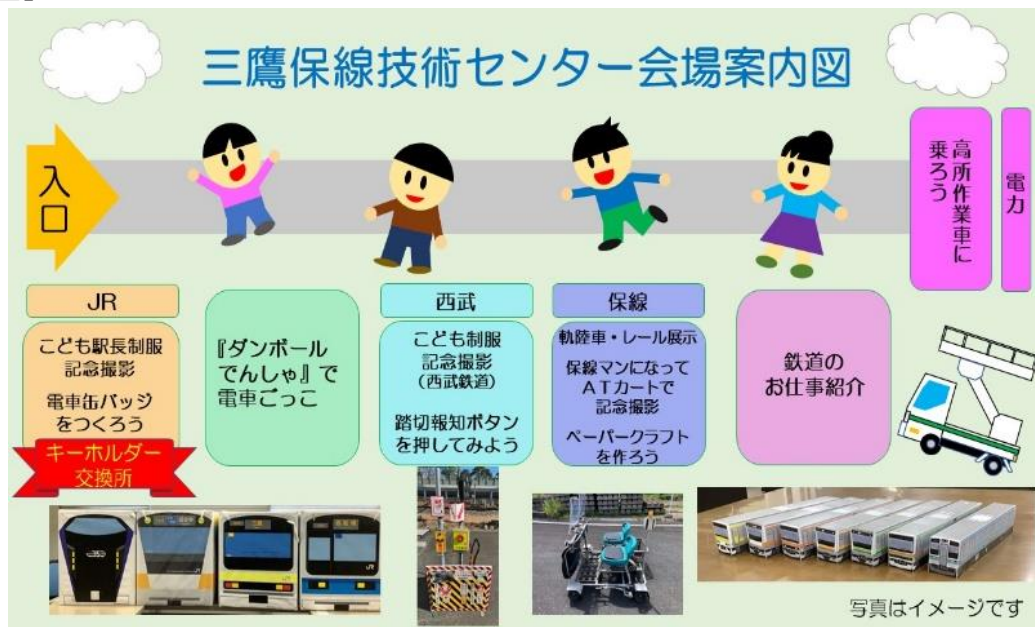 三鷹保線技術センター会場案内図
入口
高所作業車に
乗ろう
電力
JR
こども駅長制服
記念撮影
電車缶バッジ
をつくろう
キーホルダー
交換所
『ダンボール
でんしゃ』で
電車ごっこ
西武
こども制服
記念撮影
(西武鉄道)
踏切報知ボタン
を押してみよう
保線
軌陸車・レール展示
保線マンになって
ATカートで
記念撮影
ペーパークラフト
を作ろう
鉄道の
お仕事紹介
写真はイメージです